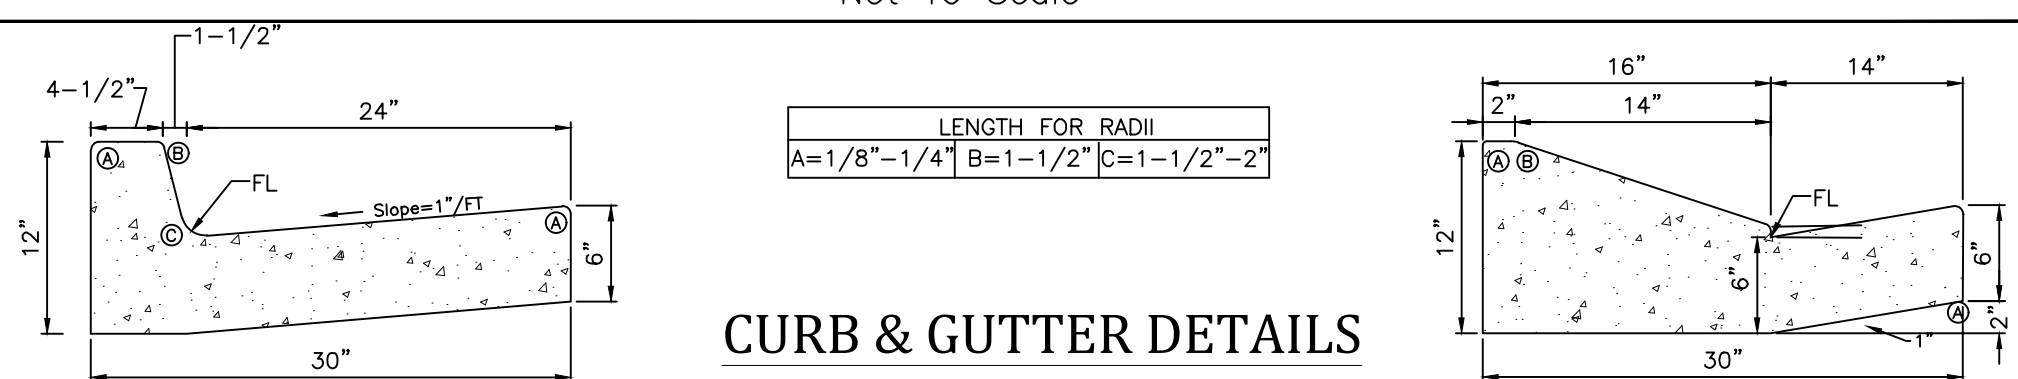 Not To Scale
1-1/2"
4-1/2"
24"
A
B
FL
Slope=1"/FT
A
C
12"
6"
30"
LENGTH FOR RADII
A=1/8"-1/4" B=1-1/2" C=1-1/2"-2"
CURB & GUTTER DETAILS
16"
14"
2"
14"
A
B
FL
12"
6"
6"
A
2"
1"
30"